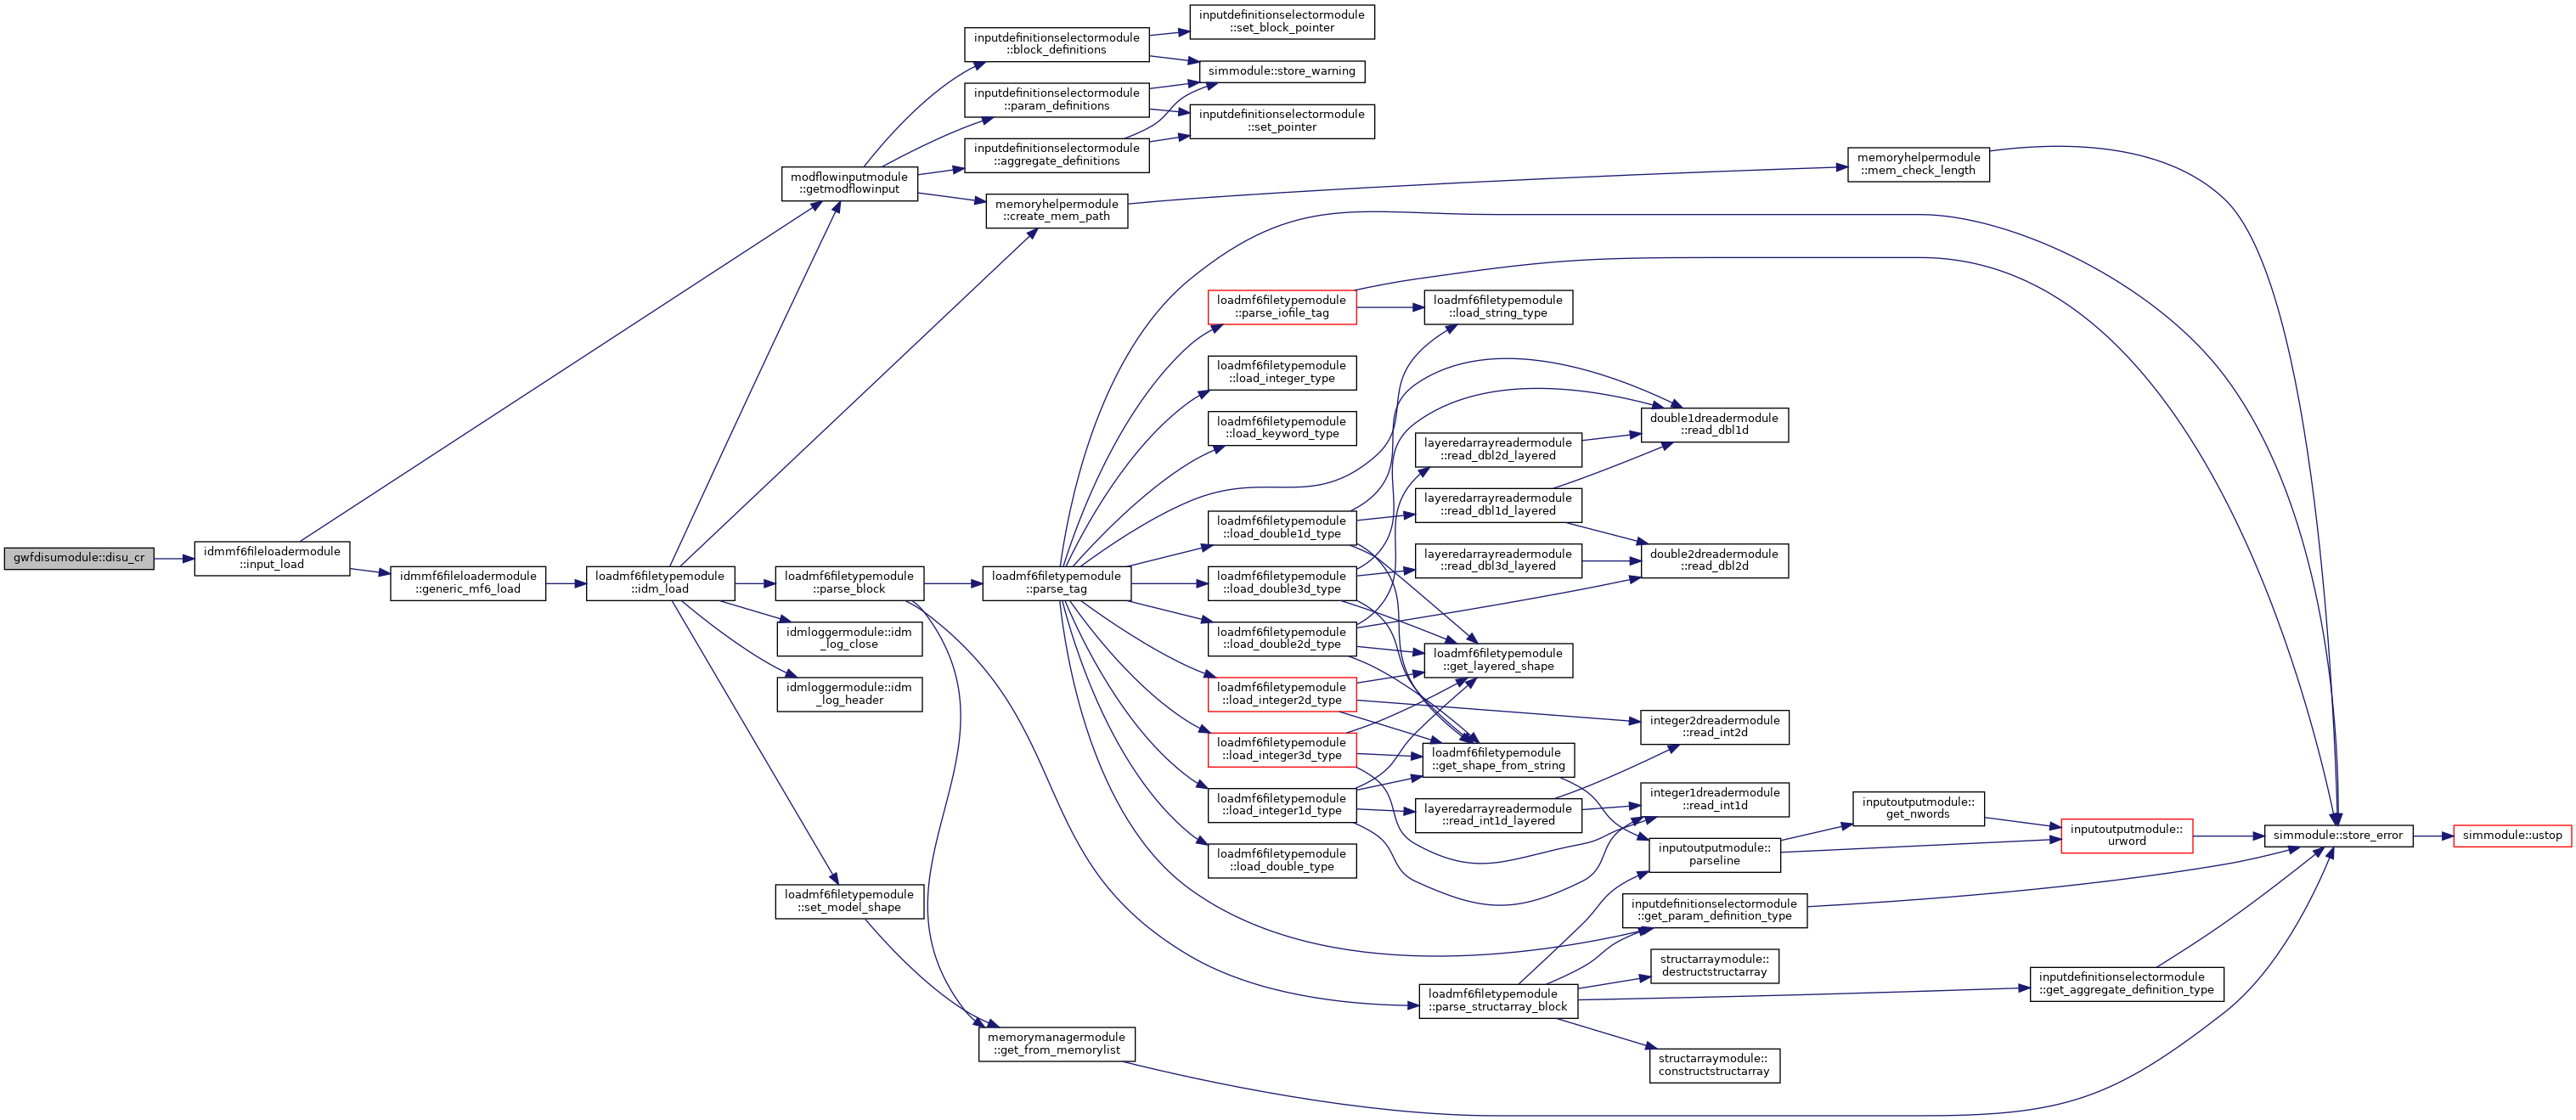 gwfdisumodule::disu_cr
idmmf6fileloadermodule
::input_load
idmmf6fileloadermodule
::generic_mf6_load
loadmf6filetypemodule
::idm_load
modflowinputmodule
::getmodflowinput
loadmf6filetypemodule
::parse_block
idmloggermodule::idm
_log_close
idmloggermodule::idm
_log_header
loadmf6filetypemodule
::set_model_shape
inputdefinitionselectormodule
::block_definitions
inputdefinitionselectormodule
::param_definitions
inputdefinitionselectormodule
::aggregate_definitions
memoryhelpermodule
::create_mem_path
loadmf6filetypemodule
::parse_tag
memorymanagermodule
::get_from_memorylist
inputdefinitionselectormodule
::set_block_pointer
simmodule::store_warning
inputdefinitionselectormodule
::set_pointer
loadmf6filetypemodule
::parse_iofile_tag
loadmf6filetypemodule
::load_integer_type
loadmf6filetypemodule
::load_keyword_type
loadmf6filetypemodule
::load_double1d_type
loadmf6filetypemodule
::load_double3d_type
loadmf6filetypemodule
::load_double2d_type
loadmf6filetypemodule
::load_integer2d_type
loadmf6filetypemodule
::load_integer3d_type
loadmf6filetypemodule
::load_integer1d_type
loadmf6filetypemodule
::load_double_type
loadmf6filetypemodule
::load_string_type
layeredarrayreadermodule
::read_dbl2d_layered
layeredarrayreadermodule
::read_dbl1d_layered
layeredarrayreadermodule
::read_dbl3d_layered
loadmf6filetypemodule
::get_layered_shape
loadmf6filetypemodule
::get_shape_from_string
layeredarrayreadermodule
::read_int1d_layered
loadmf6filetypemodule
::parse_structarray_block
double1dreadermodule
::read_dbl1d
double2dreadermodule
::read_dbl2d
integer2dreadermodule
::read_int2d
integer1dreadermodule
::read_int1d
inputoutputmodule::
parseline
inputdefinitionselectormodule
::get_param_definition_type
structarraymodule::
destructstructarray
structarraymodule::
constructstructarray
memoryhelpermodule
::mem_check_length
inputoutputmodule::
get_nwords
inputoutputmodule::
urword
inputdefinitionselectormodule
::get_aggregate_definition_type
simmodule::store_error
simmodule::ustop